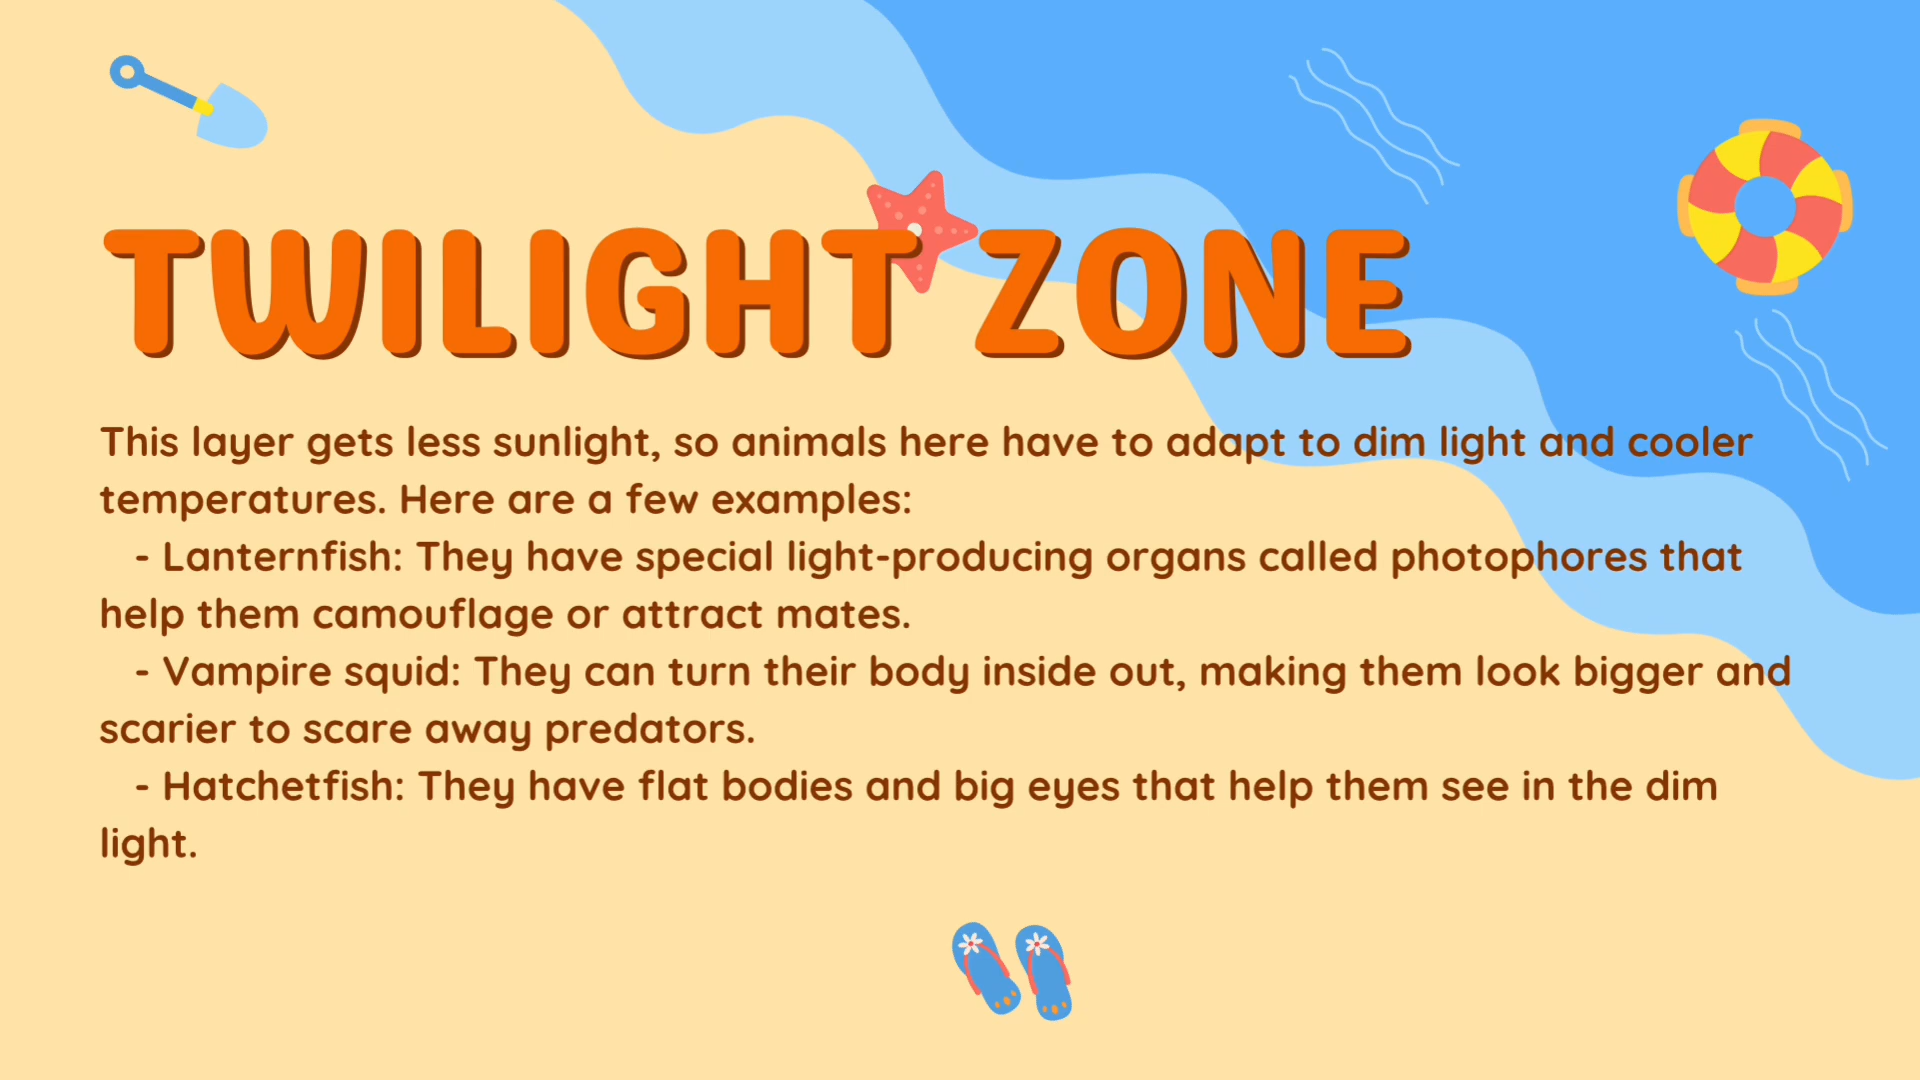 TWILIGHT ZONE
This layer gets less sunlight, so animals here have to adapt to dim light and cooler
temperatures. Here are a few examples:
- Lanternfish: They have special light-producing organs called photophores that
help them camouflage or attract mates.
- Vampire squid: They can turn their body inside out, making them look bigger and
scarier to scare away predators.
- Hatchetfish: They have flat bodies and big eyes that help them see in the dim
light.